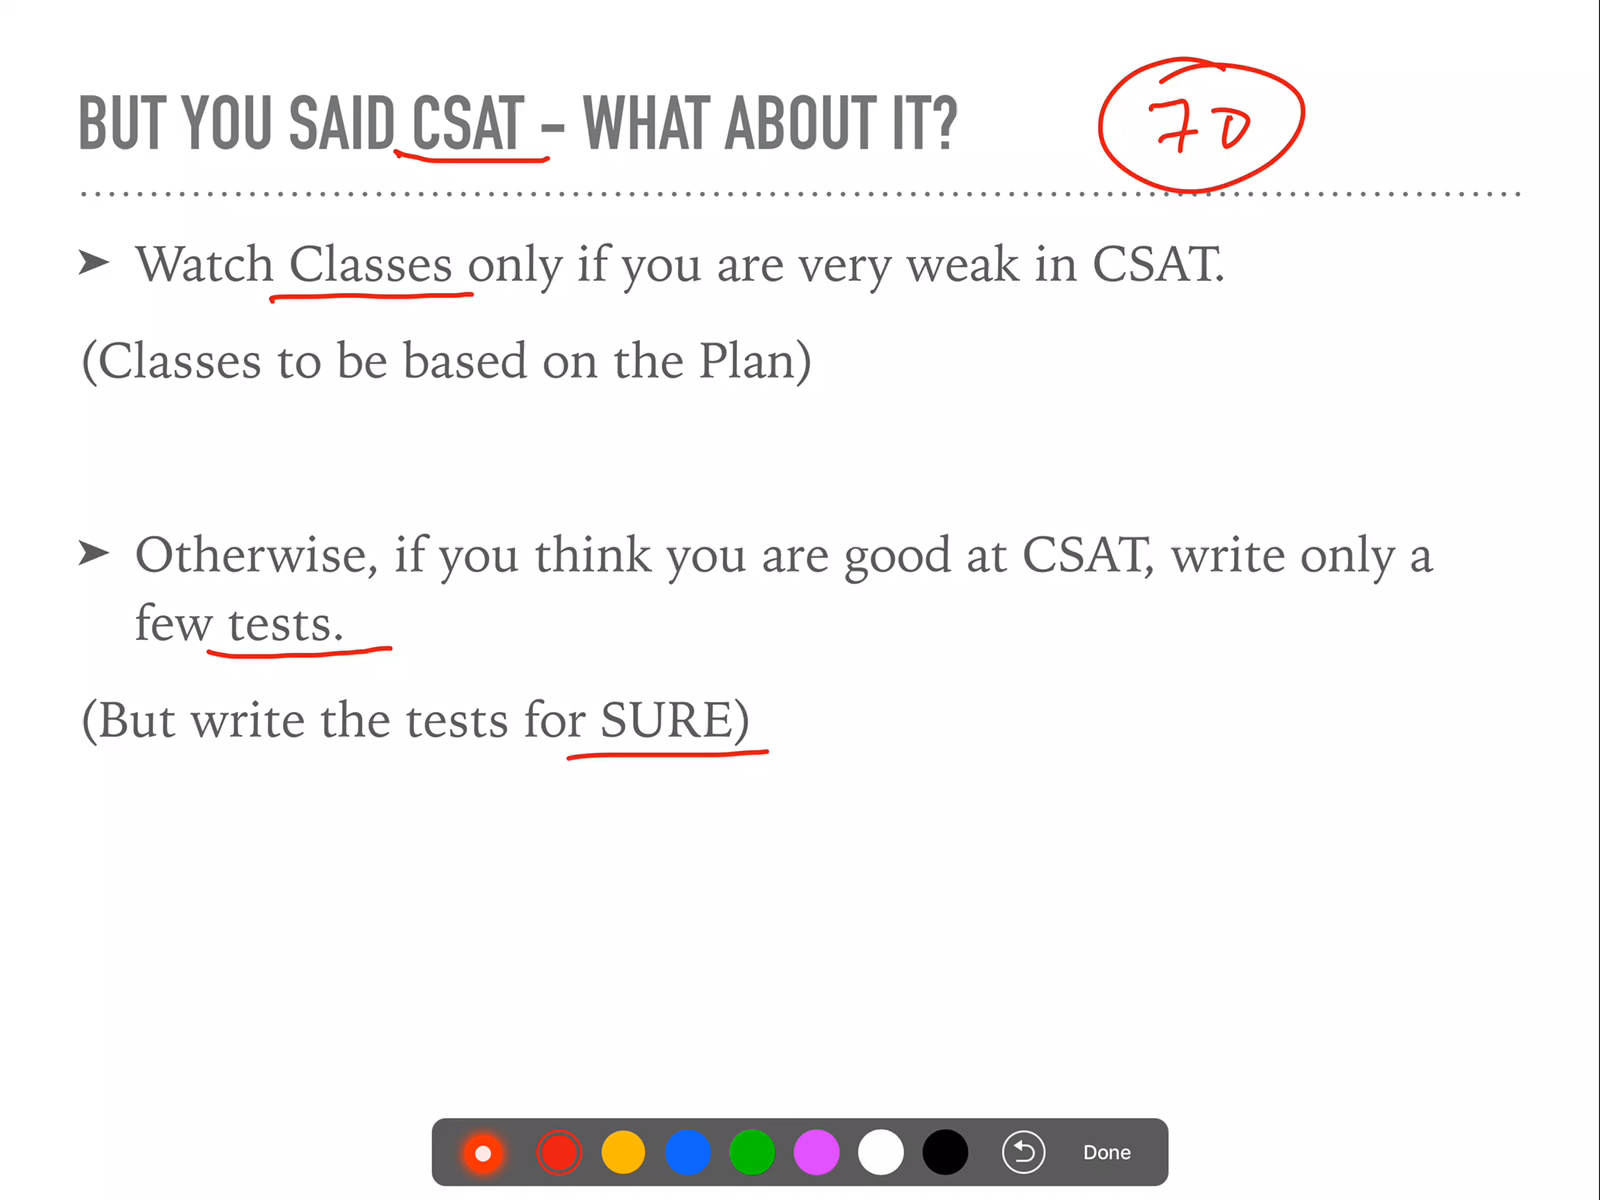 BUT YOU SAID CSAT – WHAT ABOUT IT?
70
➤ Watch Classes only if you are very weak in CSAT.
(Classes to be based on the Plan)
➤ Otherwise, if you think you are good at CSAT, write only a
few tests.
(But write the tests for SURE)
Done